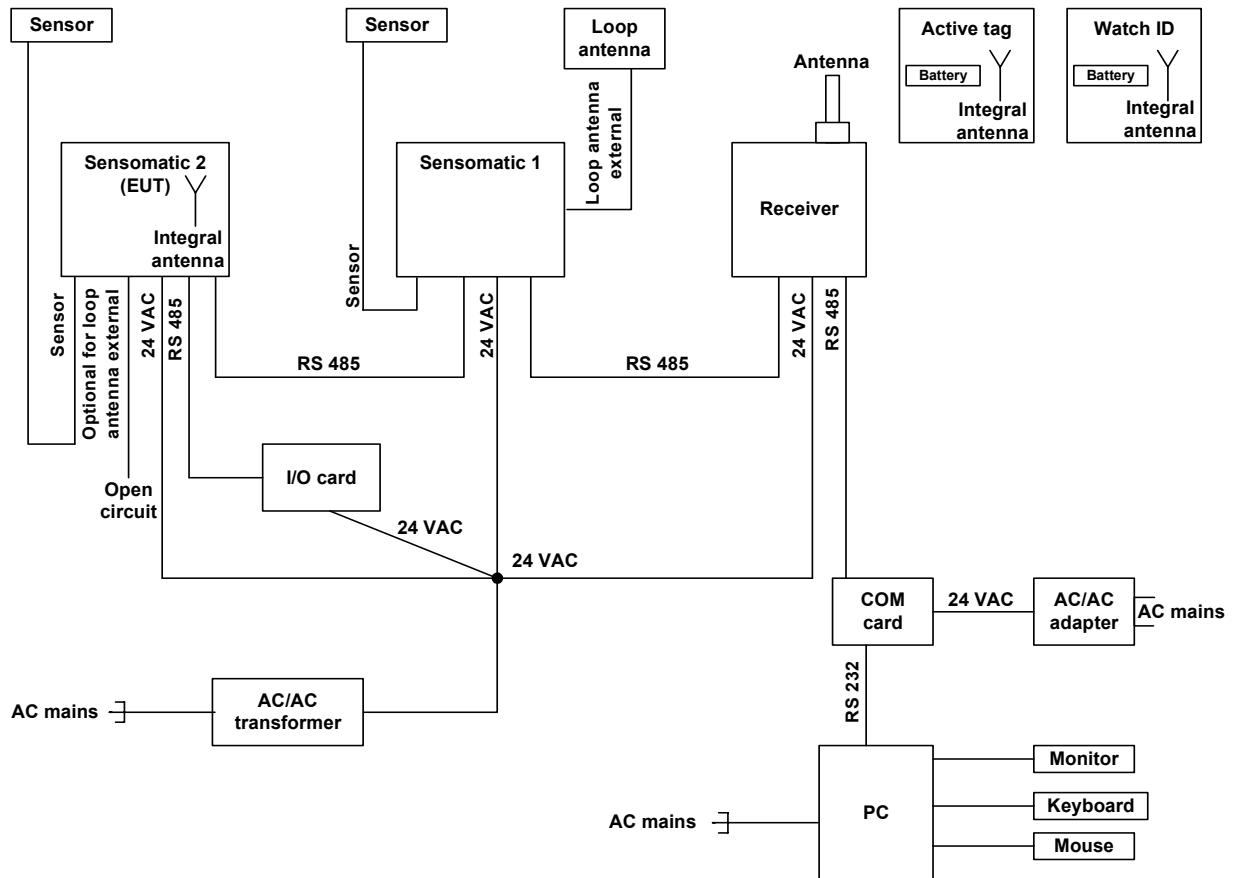 Sensor
Sensor
Loop
antenna
Antenna
Active tag
Battery
Integral
antenna
Watch ID
Battery
Integral
antenna
Loop antenna
external
Sensomatic 2
(EUT)
Integral
antenna
Sensomatic 1
Receiver
Sensor
Optional for loop
antenna external
24 VAC
RS 485
Sensor
24 VAC
24 VAC
RS 485
RS 485
RS 485
Open
circuit
I/O card
24 VAC
24 VAC
COM
card
24 VAC
AC/AC
adapter
AC mains
RS 232
AC mains
AC/AC
transformer
AC mains
PC
Monitor
Keyboard
Mouse